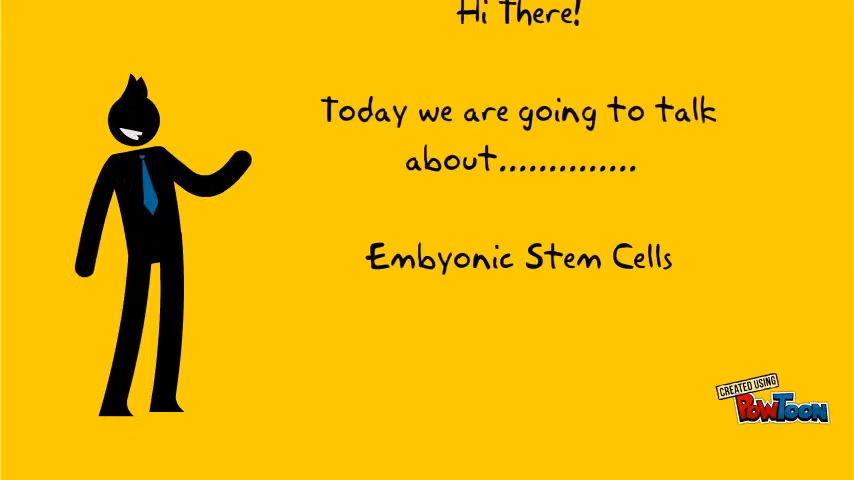 Hi There!
Today we are going to talk
about..............
Embyonic Stem Cells
CREATED USING
POWTOON